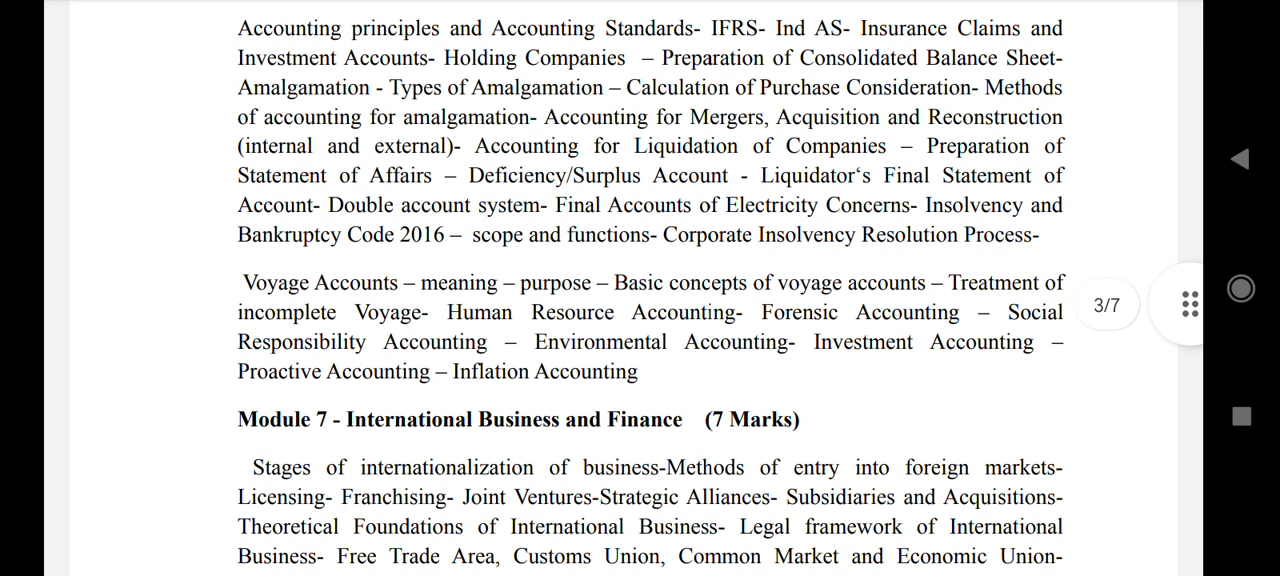 Accounting principles and Accounting Standards- IFRS- Ind AS- Insurance Claims and
Investment Accounts- Holding Companies  – Preparation of Consolidated Balance Sheet-
Amalgamation - Types of Amalgamation – Calculation of Purchase Consideration- Methods
of accounting for amalgamation- Accounting for Mergers, Acquisition and Reconstruction
(internal and external)- Accounting for Liquidation of Companies – Preparation of
Statement of Affairs – Deficiency/Surplus Account - Liquidator‘s Final Statement of
Account- Double account system- Final Accounts of Electricity Concerns- Insolvency and
Bankruptcy Code 2016 –  scope and functions- Corporate Insolvency Resolution Process-
Voyage Accounts – meaning – purpose – Basic concepts of voyage accounts – Treatment of
incomplete Voyage- Human Resource Accounting- Forensic Accounting – Social
Responsibility Accounting – Environmental Accounting- Investment Accounting –
Proactive Accounting – Inflation Accounting
3/7
Module 7 - International Business and Finance   (7 Marks)
Stages of internationalization of business-Methods of entry into foreign markets-
Licensing- Franchising- Joint Ventures-Strategic Alliances- Subsidiaries and Acquisitions-
Theoretical Foundations of International Business- Legal framework of International
Business- Free Trade Area, Customs Union, Common Market and Economic Union-